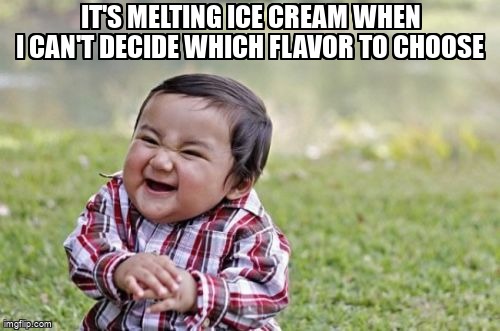 IT'S MELTING ICE CREAM WHEN
I CAN'T DECIDE WHICH FLAVOR TO CHOOSE
imgflip.com